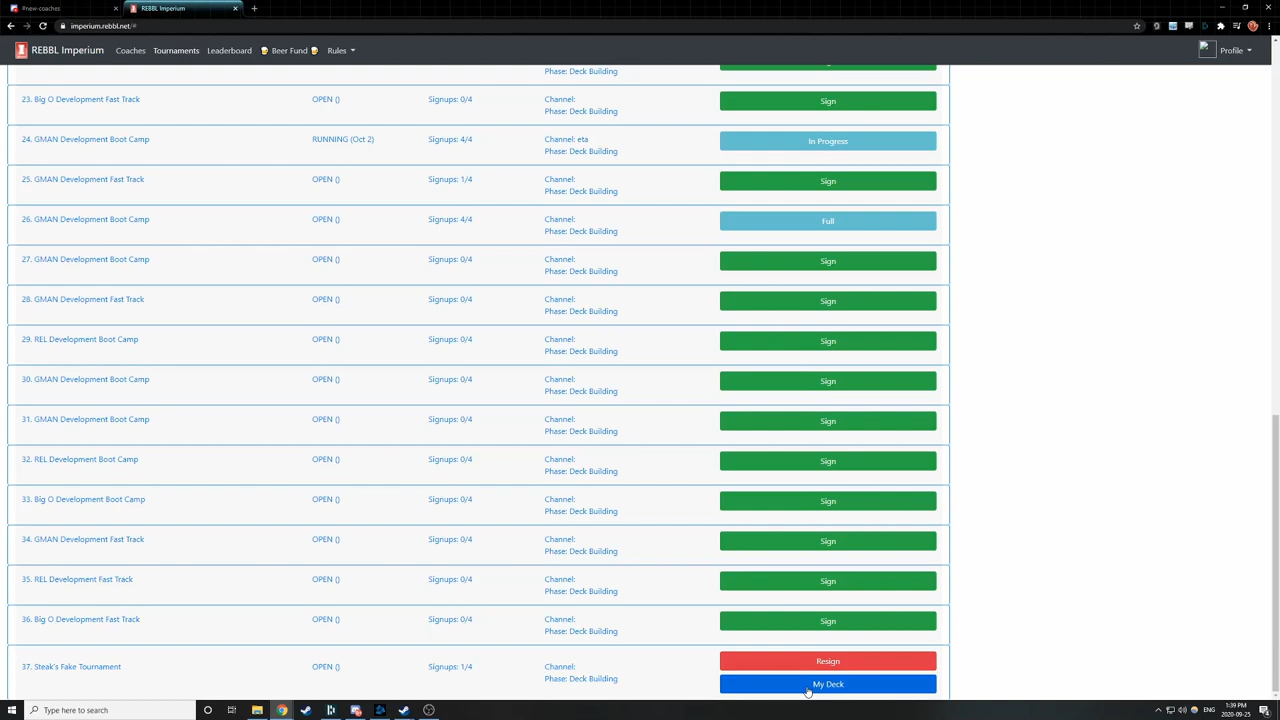 #new-coaches
REBBL Imperium
imperium.rebbl.net/#
REBBL Imperium Coaches Tournaments Leaderboard Beer Fund Rules Profile
Phase: Deck Building
23. Big O Development Fast Track OPEN () Signups: 0/4 Channel: Sign
Phase: Deck Building
24. GMAN Development Boot Camp RUNNING (Oct 2) Signups: 4/4 Channel: eta In Progress
Phase: Deck Building
25. GMAN Development Fast Track OPEN () Signups: 1/4 Channel: Sign
Phase: Deck Building
26. GMAN Development Boot Camp OPEN () Signups: 4/4 Channel: Full
Phase: Deck Building
27. GMAN Development Boot Camp OPEN () Signups: 0/4 Channel: Sign
Phase: Deck Building
28. GMAN Development Fast Track OPEN () Signups: 0/4 Channel: Sign
Phase: Deck Building
29. REL Development Boot Camp OPEN () Signups: 0/4 Channel: Sign
Phase: Deck Building
30. GMAN Development Boot Camp OPEN () Signups: 0/4 Channel: Sign
Phase: Deck Building
31. GMAN Development Boot Camp OPEN () Signups: 0/4 Channel: Sign
Phase: Deck Building
32. REL Development Boot Camp OPEN () Signups: 0/4 Channel: Sign
Phase: Deck Building
33. Big O Development Boot Camp OPEN () Signups: 0/4 Channel: Sign
Phase: Deck Building
34. GMAN Development Fast Track OPEN () Signups: 0/4 Channel: Sign
Phase: Deck Building
35. REL Development Fast Track OPEN () Signups: 0/4 Channel: Sign
Phase: Deck Building
36. Big O Development Fast Track OPEN () Signups: 0/4 Channel: Sign
Phase: Deck Building
37. Steak's Fake Tournament OPEN () Signups: 1/4 Channel: Resign
Phase: Deck Building
My Deck
Type here to search
ENG
1:39 PM
2020-09-25